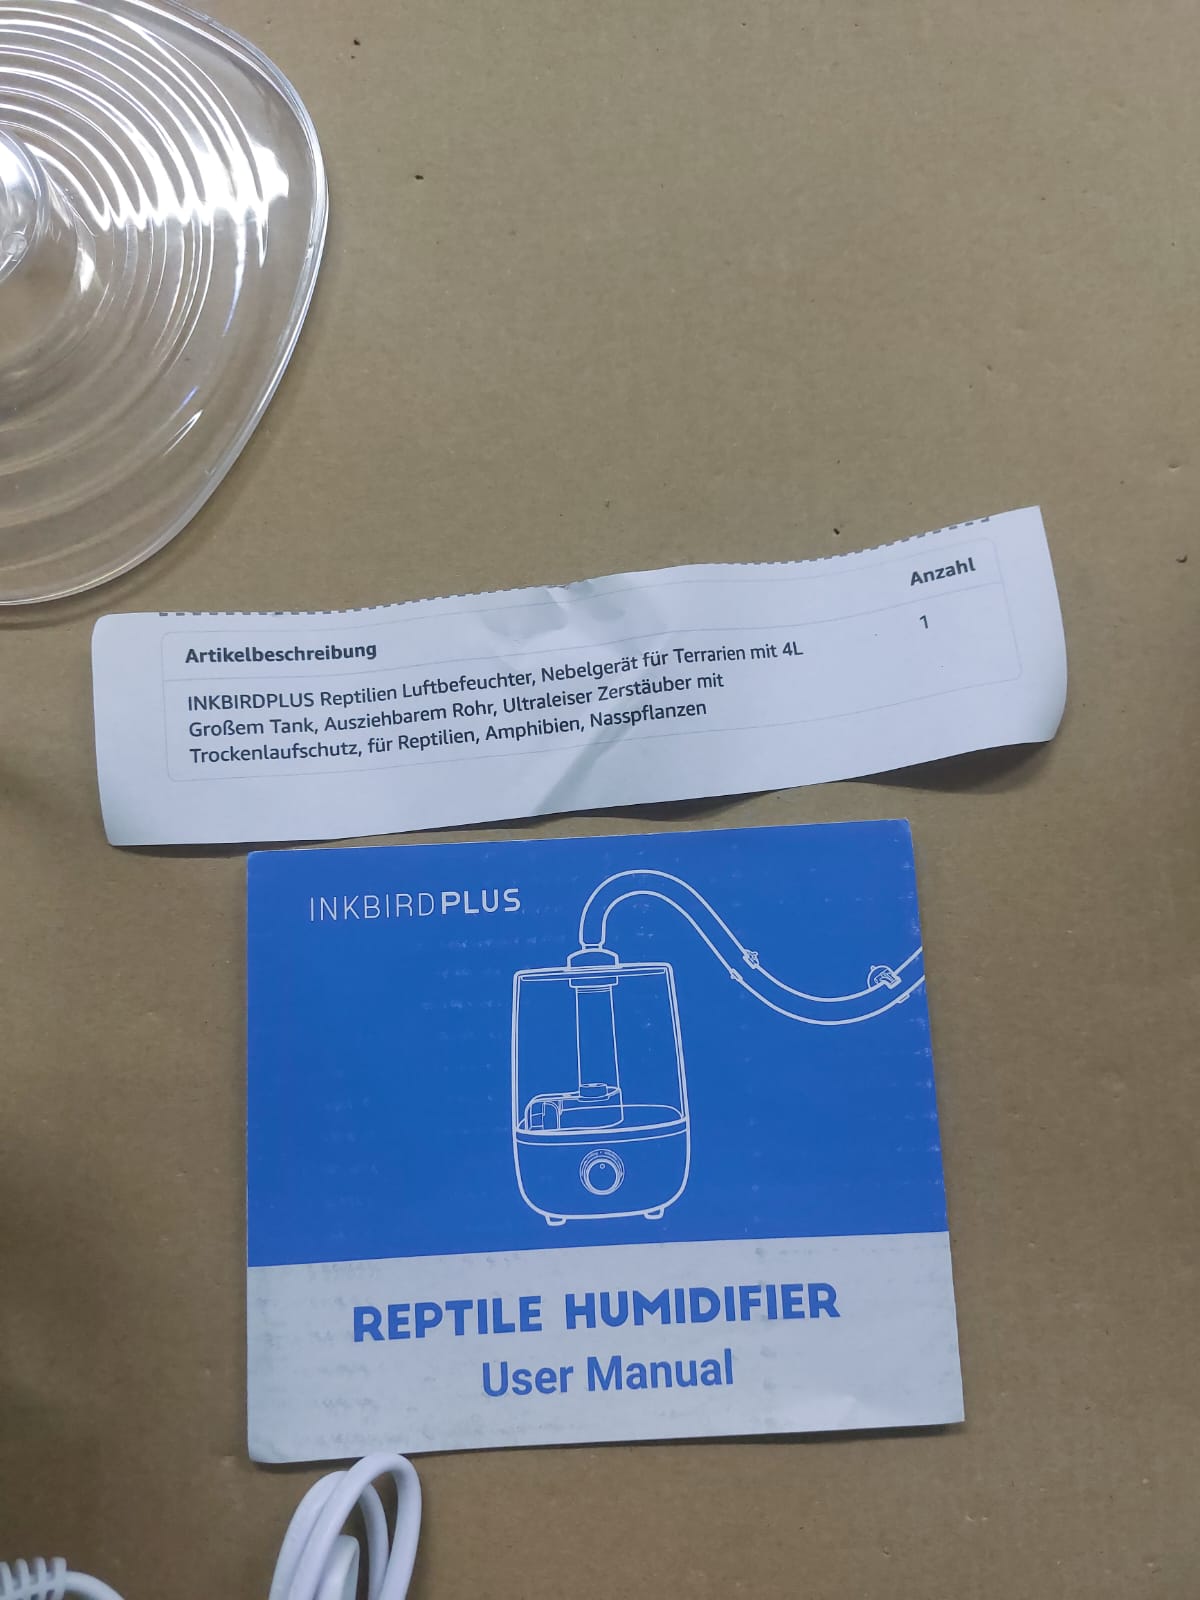 Artikelbeschreibung Anzahl
INKBIRDPLUS Reptilien Luftbefeuchter, Nebelgerät für Terrarien mit 4L 1
Großem Tank, Ausziehbarem Rohr, Ultraleiser Zerstäuber mit
Trockenlaufschutz, für Reptilien, Amphibien, Nasspflanzen
INKBIRDPLUS
REPTILE HUMIDIFIER
User Manual